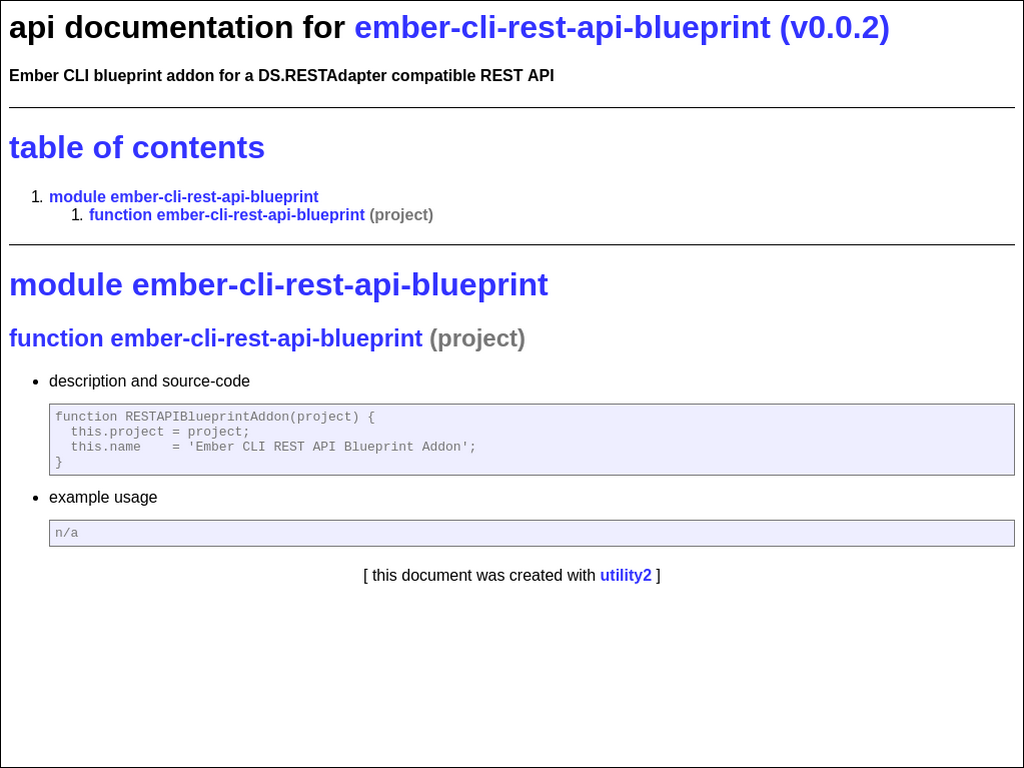 api documentation for ember-cli-rest-api-blueprint (v0.0.2)
Ember CLI blueprint addon for a DS.RESTAdapter compatible REST API
table of contents
1. module ember-cli-rest-api-blueprint
1. function ember-cli-rest-api-blueprint (project)
module ember-cli-rest-api-blueprint
function ember-cli-rest-api-blueprint (project)
• description and source-code
function RESTAPIBlueprintAddon(project) {
  this.project = project;
  this.name    = 'Ember CLI REST API Blueprint Addon';
}
• example usage
n/a
[ this document was created with utility2 ]